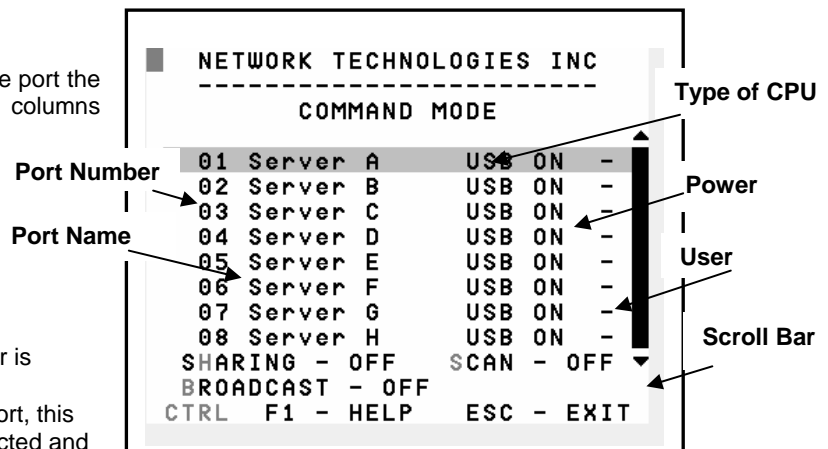 e port the
columns
r is
ort, this
cted and
NETWORK TECHNOLOGIES INC
--------------------------
COMMAND MODE
01 Server A USB ON -
02 Server B USB ON -
03 Server C USB ON -
04 Server D USB ON -
05 Server E USB ON -
06 Server F USB ON -
07 Server G USB ON -
08 Server H USB ON -
SHARING - OFF SCAN - OFF
BROADCAST - OFF
CTRL F1 - HELP ESC - EXIT
Port Number
Port Name
Type of CPU
Power
User
Scroll Bar